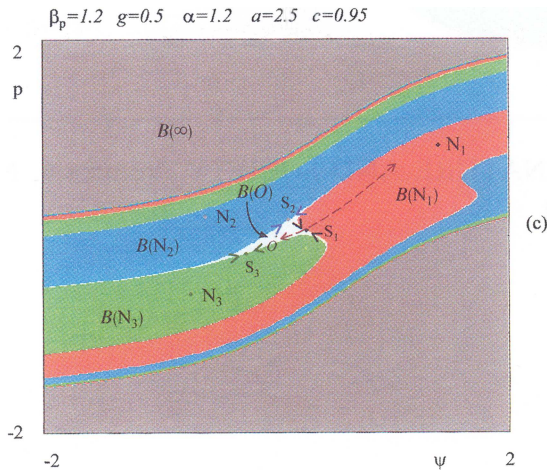 βp=1.2 g=0.5 α=1.2 a=2.5 c=0.95
2
p
B(∞)
N1
B(O)
S2
B(N1)
N2
S1
(c)
B(N2)
O
S3
N3
B(N3)
-2
-2
ψ
2